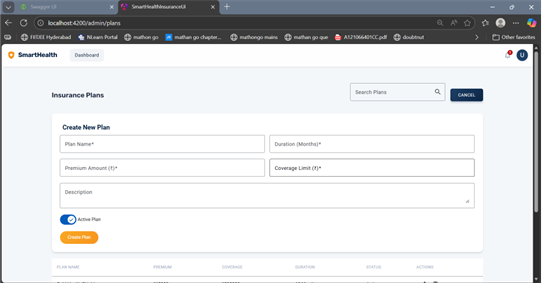 Swagger UI
SmartHealthInsuranceUi
localhost:4200/admin/plans
FIITJEE Hyderabad
NLearn Portal
mathon go
mathan go chapter...
mathongo mains
mathan go que
A121066401CC.pdf
doubtnut
Other favorites
SmartHealth
Dashboard
U
Insurance Plans
Search Plans
CANCEL
Create New Plan
Plan Name*
Duration (Months)*
Premium Amount (₹)*
Coverage Limit (₹)*
Description
Active Plan
Create Plan
PLAN NAME
PREMIUM
COVERAGE
DURATION
STATUS
ACTIONS